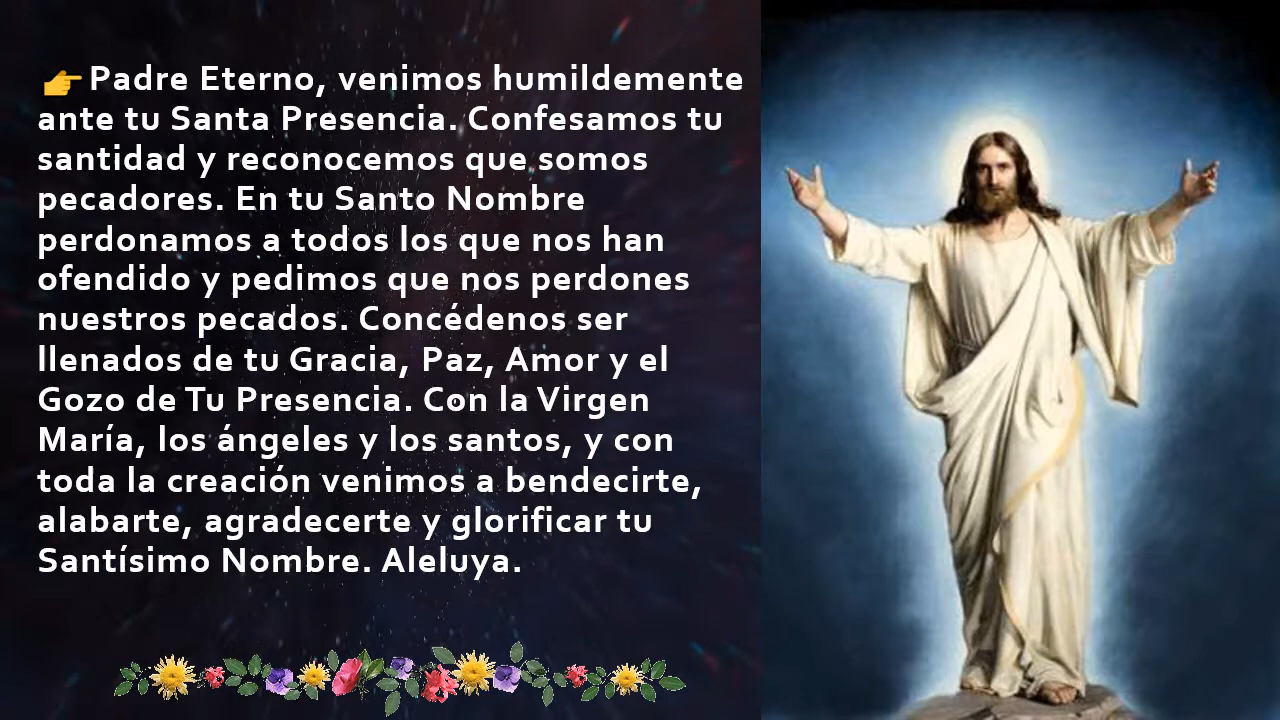 👉Padre Eterno, venimos humildemente
ante tu Santa Presencia. Confesamos tu
santidad y reconocemos que somos
pecadores. En tu Santo Nombre
perdonamos a todos los que nos han
ofendido y pedimos que nos perdones
nuestros pecados. Concédenos ser
llenados de tu Gracia, Paz, Amor y el
Gozo de Tu Presencia. Con la Virgen
María, los ángeles y los santos, y con
toda la creación venimos a bendecirte,
alabarte, agradecerte y glorificar tu
Santísimo Nombre. Aleluya.